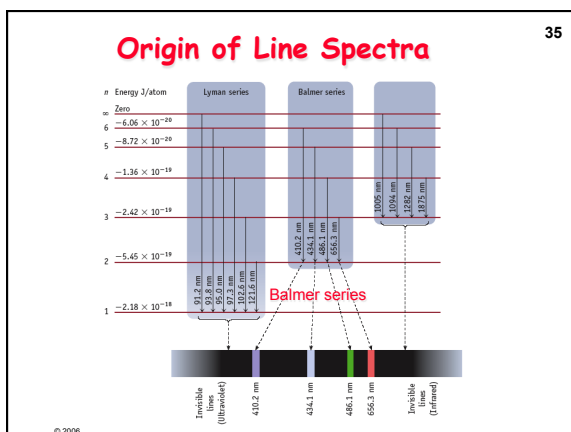 35
Origin of Line Spectra
n Energy J/atom Lyman series Balmer series
Zero
∞
6 −6.06 × 10−20
5 −8.72 × 10−20
4 −1.36 × 10−19
3 −2.42 × 10−19
2 −5.45 × 10−19
1 −2.18 × 10−18
1005 nm
1094 nm
1282 nm
1875 nm
410.2 nm
434.1 nm
486.1 nm
656.3 nm
91.2 nm
93.8 nm
95.0 nm
97.3 nm
102.6 nm
121.6 nm
Balmer series
Invisible
lines
(Ultraviolet)
410.2 nm
434.1 nm
486.1 nm
656.3 nm
Invisible
lines
(Infrared)
© 2006